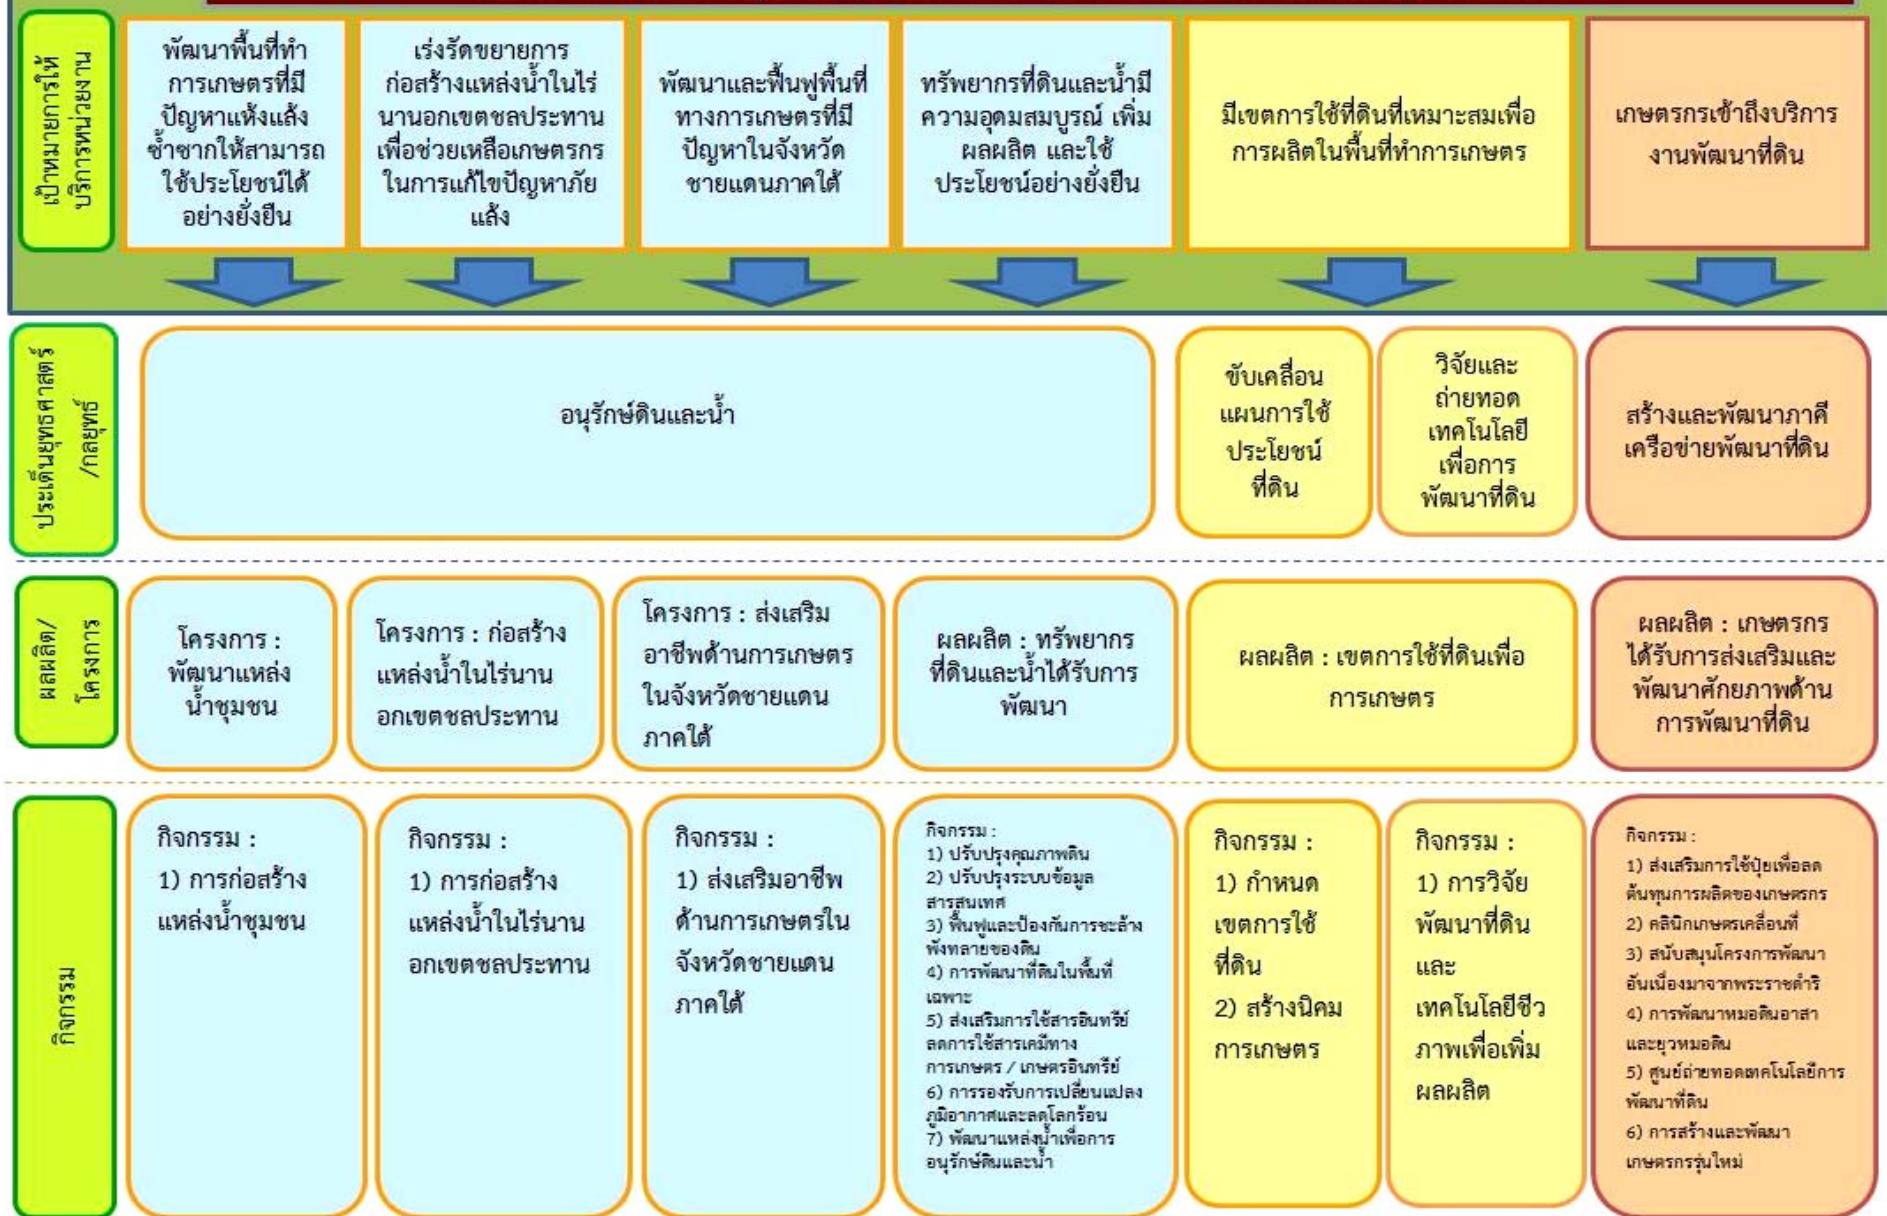 เป้าหมายการให้
บริการหน่วยงาน
พัฒนาพื้นที่ทำ
การเกษตรที่มี
ปัญหาแห้งแล้ง
ซ้ำซากให้สามารถ
ใช้ประโยชน์ได้
อย่างยั่งยืน
เร่งรัดขยายการ
ก่อสร้างแหล่งน้ำในไร่
นานอกเขตชลประทาน
เพื่อช่วยเหลือเกษตรกร
ในการแก้ไขปัญหาภัย
แล้ง
พัฒนาและฟื้นฟูพื้นที่
ทางการเกษตรที่มี
ปัญหาในจังหวัด
ชายแดนภาคใต้
ทรัพยากรที่ดินและน้ำมี
ความอุดมสมบูรณ์ เพิ่ม
ผลผลิต และใช้
ประโยชน์อย่างยั่งยืน
มีเขตการใช้ที่ดินที่เหมาะสมเพื่อ
การผลิตในพื้นที่ทำการเกษตร
เกษตรกรเข้าถึงบริการ
งานพัฒนาที่ดิน
ประเด็นยุทธศาสตร์
/กลยุทธ์
อนุรักษ์ดินและน้ำ
ขับเคลื่อน
แผนการใช้
ประโยชน์
ที่ดิน
วิจัยและ
ถ่ายทอด
เทคโนโลยี
เพื่อการ
พัฒนาที่ดิน
สร้างและพัฒนาภาคี
เครือข่ายพัฒนาที่ดิน
ผลผลิต/
โครงการ
โครงการ :
พัฒนาแหล่ง
น้ำชุมชน
โครงการ : ก่อสร้าง
แหล่งน้ำในไร่นาน
อกเขตชลประทาน
โครงการ : ส่งเสริม
อาชีพด้านการเกษตร
ในจังหวัดชายแดน
ภาคใต้
ผลผลิต : ทรัพยากร
ที่ดินและน้ำได้รับการ
พัฒนา
ผลผลิต : เขตการใช้ที่ดินเพื่อ
การเกษตร
ผลผลิต : เกษตรกร
ได้รับการส่งเสริมและ
พัฒนาศักยภาพด้าน
การพัฒนาที่ดิน
กิจกรรม
กิจกรรม :
1) การก่อสร้าง
แหล่งน้ำชุมชน
กิจกรรม :
1) การก่อสร้าง
แหล่งน้ำในไร่นาน
อกเขตชลประทาน
กิจกรรม :
1) ส่งเสริมอาชีพ
ด้านการเกษตรใน
จังหวัดชายแดน
ภาคใต้
กิจกรรม :
1) ปรับปรุงคุณภาพดิน
2) ปรับปรุงระบบข้อมูล
สารสนเทศ
3) ฟื้นฟูและป้องกันการชะล้าง
พังทลายของดิน
4) การพัฒนาที่ดินในพื้นที่
เฉพาะ
5) ส่งเสริมการใช้สารอินทรีย์
ลดการใช้สารเคมีทาง
การเกษตร / เกษตรอินทรีย์
6) การรองรับการเปลี่ยนแปลง
ภูมิอากาศและลดโลกร้อน
7) พัฒนาแหล่งน้ำเพื่อการ
อนุรักษ์ดินและน้ำ
กิจกรรม :
1) กำหนด
เขตการใช้
ที่ดิน
2) สร้างนิคม
การเกษตร
กิจกรรม :
1) การวิจัย
พัฒนาที่ดิน
และ
เทคโนโลยีชีว
ภาพเพื่อเพิ่ม
ผลผลิต
กิจกรรม :
1) ส่งเสริมการใช้ปุ๋ยเพื่อลด
ต้นทุนการผลิตของเกษตรกร
2) คลินิกเกษตรเคลื่อนที่
3) สนับสนุนโครงการพัฒนา
อันเนื่องมาจากพระราชดำริ
4) การพัฒนาหมอดินอาสา
และยุวหมอดิน
5) ศูนย์ถ่ายทอดเทคโนโลยีการ
พัฒนาที่ดิน
6) การสร้างและพัฒนา
เกษตรกรรุ่นใหม่